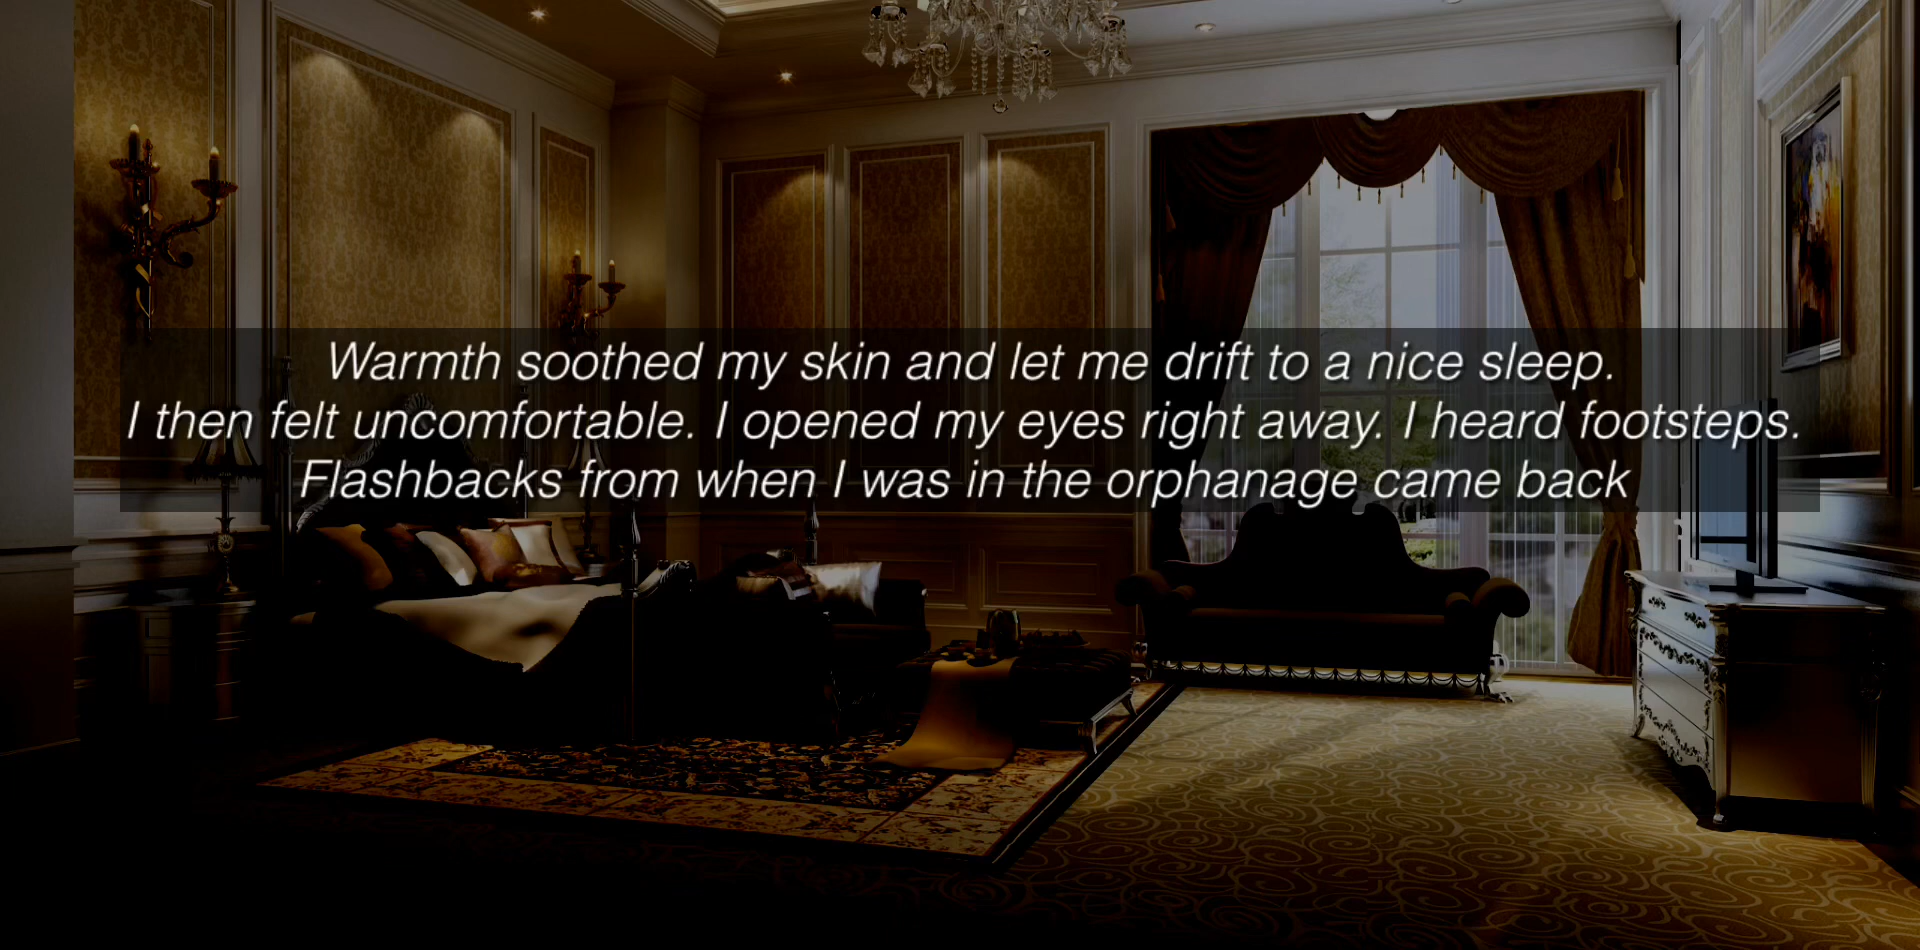 Warmth soothed my skin and let me drift to a nice sleep.
I then felt uncomfortable. I opened my eyes right away. I heard footsteps.
Flashbacks from when I was in the orphanage came back